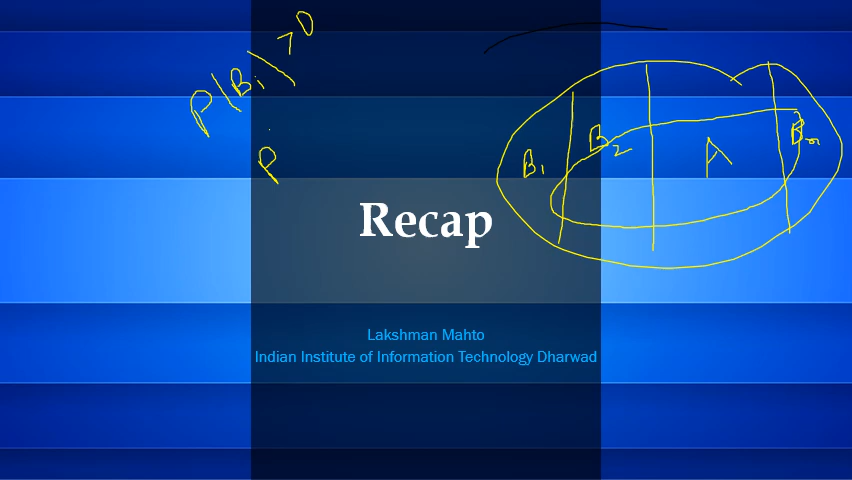 P(Bi) > 0
P
B1 B2 A Bn
Recap
Lakshman Mahto
Indian Institute of Information Technology Dharwad